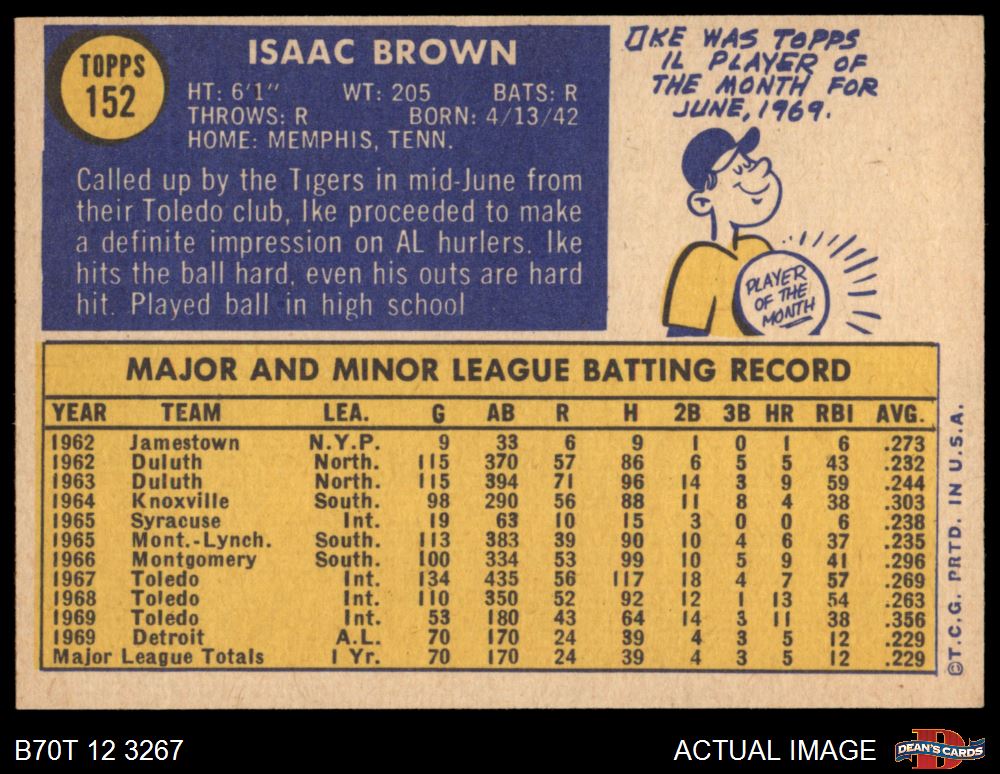 TOPPS
152
ISAAC BROWN
HT: 6'1" WT: 205 BATS: R
THROWS: R BORN: 4/13/42
HOME: MEMPHIS, TENN.
Called up by the Tigers in mid-June from
their Toledo club, Ike proceeded to make
a definite impression on AL hurlers. Ike
hits the ball hard, even his outs are hard
hit. Played ball in high school
IKE WAS TOPPS
IL PLAYER OF
THE MONTH FOR
JUNE, 1969.
PLAYER
OF THE
MONTH
MAJOR AND MINOR LEAGUE BATTING RECORD
YEAR TEAM LEA. G AB R H 2B 3B HR RBI AVG.
1962 Jamestown N.Y.P. 9 33 6 9 1 0 1 6 .273
1962 Duluth North. 115 370 57 86 6 5 5 43 .232
1963 Duluth North. 115 394 71 96 14 3 9 59 .244
1964 Knoxville South. 98 290 56 88 11 8 4 38 .303
1965 Syracuse Int. 19 63 10 15 3 0 0 6 .238
1965 Mont.-Lynch. South. 113 383 39 90 10 4 6 37 .235
1966 Montgomery South. 100 334 53 99 10 5 9 41 .296
1967 Toledo Int. 134 435 56 117 18 4 7 57 .269
1968 Toledo Int. 110 350 52 92 12 1 13 54 .263
1969 Toledo Int. 53 180 43 64 14 3 11 38 .356
1969 Detroit A.L. 70 170 24 39 4 3 5 12 .229
Major League Totals 1 Yr. 70 170 24 39 4 3 5 12 .229
©T.C.G. PRTD. IN U.S.A.
B70T 12 3267
ACTUAL IMAGE
D
DEAN'S CARDS